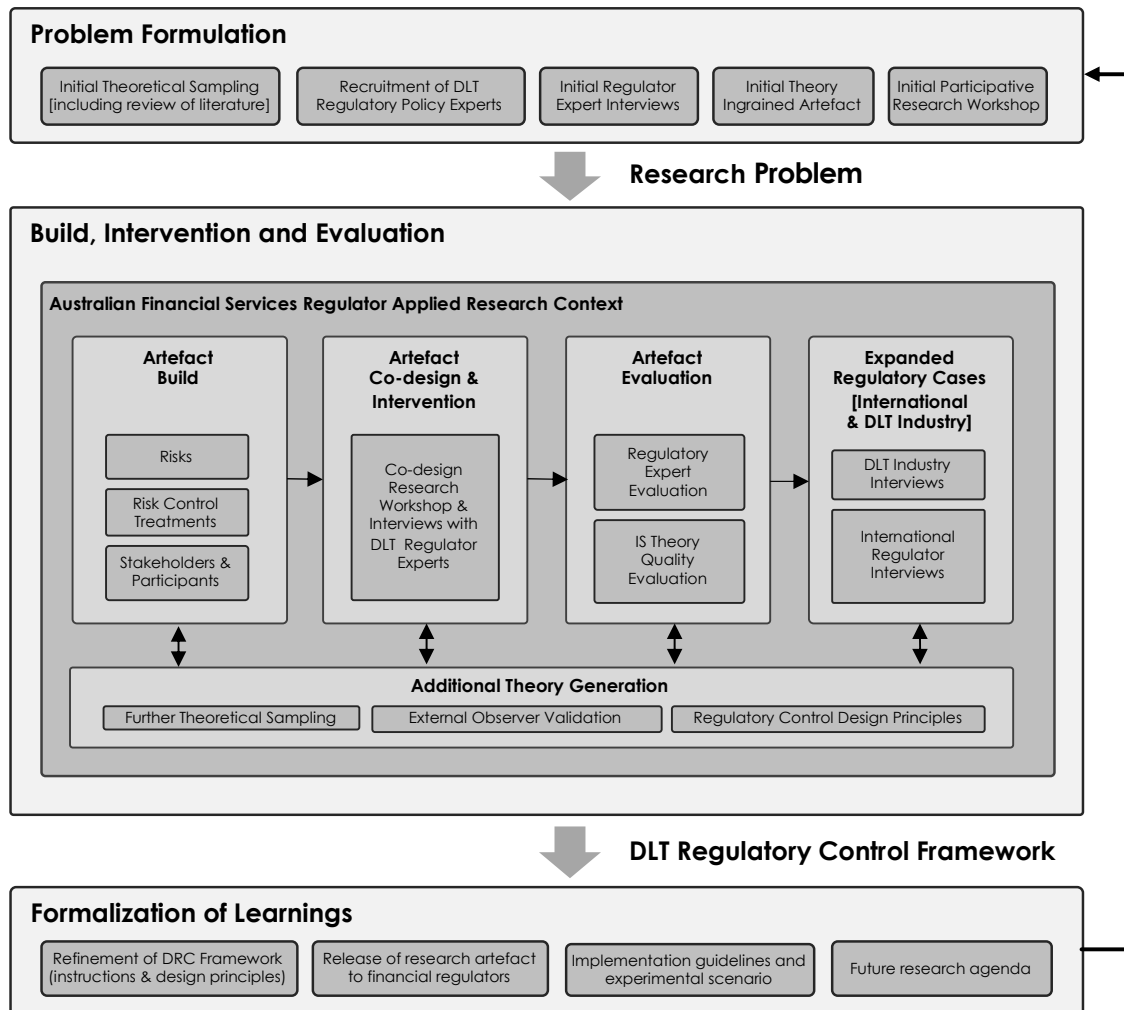 Problem Formulation
Initial Theoretical Sampling
[including review of literature]
Recruitment of DLT
Regulatory Policy Experts
Initial Regulator
Expert Interviews
Initial Theory
Ingrained Artefact
Initial Participative
Research Workshop
Research Problem
Build, Intervention and Evaluation
Australian Financial Services Regulator Applied Research Context
Artefact
Build
Risks
Risk Control
Treatments
Stakeholders &
Participants
Artefact
Co-design &
Intervention
Co-design
Research
Workshop &
Interviews with
DLT Regulator
Experts
Artefact
Evaluation
Regulatory
Expert
Evaluation
IS Theory
Quality
Evaluation
Expanded
Regulatory Cases
[International
& DLT Industry]
DLT Industry
Interviews
International
Regulator
Interviews
Additional Theory Generation
Further Theoretical Sampling
External Observer Validation
Regulatory Control Design Principles
DLT Regulatory Control Framework
Formalization of Learnings
Refinement of DRC Framework
(instructions & design principles)
Release of research artefact
to financial regulators
Implementation guidelines and
experimental scenario
Future research agenda